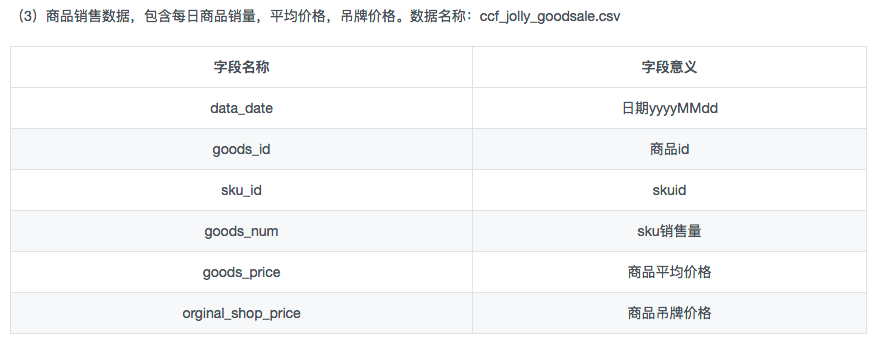 （3）商品销售数据，包含每日商品销量，平均价格，吊牌价格。数据名称：ccf_jolly_goodsale.csv
字段名称 字段意义
data_date 日期yyyyMMdd
goods_id 商品id
sku_id skuid
goods_num sku销售量
goods_price 商品平均价格
orginal_shop_price 商品吊牌价格